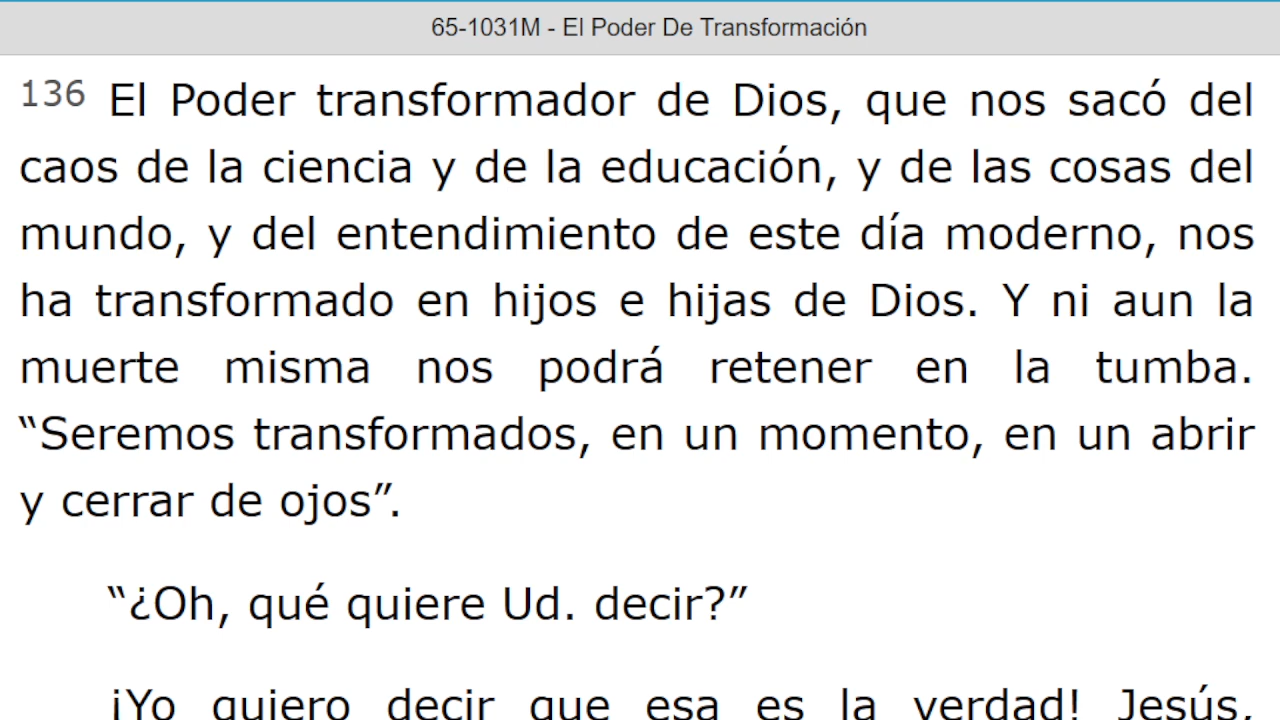 65-1031M - El Poder De Transformación
136 El Poder transformador de Dios, que nos sacó del
caos de la ciencia y de la educación, y de las cosas del
mundo, y del entendimiento de este día moderno, nos
ha transformado en hijos e hijas de Dios. Y ni aun la
muerte misma nos podrá retener en la tumba.
“Seremos transformados, en un momento, en un abrir
y cerrar de ojos”.
“¿Oh, qué quiere Ud. decir?”
¡Yo quiero decir que esa es la verdad! Jesús,